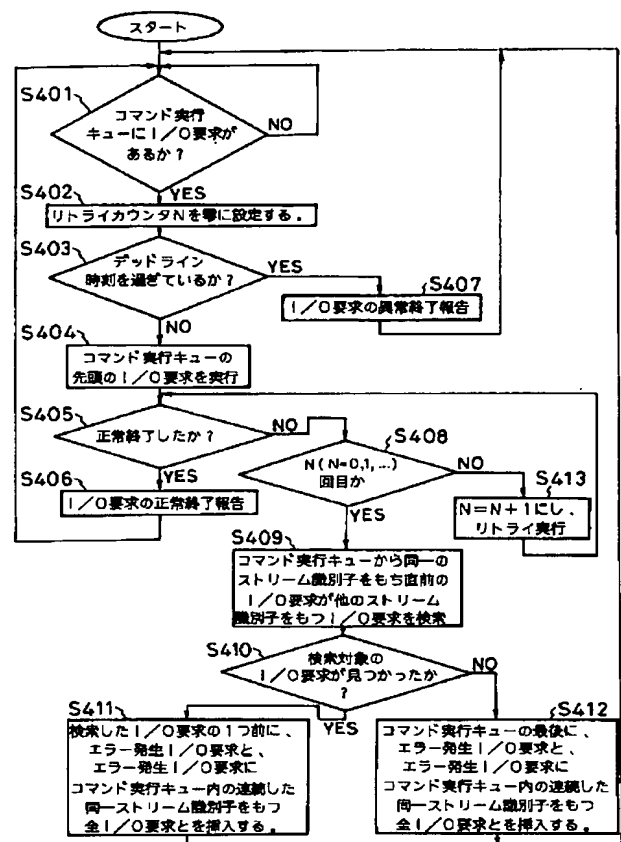 スタート
S401
コマンド実行
キューにI/O要求が
あるか?
NO
YES
S402
リトライカウンタNを零に設定する。
S403
デッドライン
時刻を過ぎているか?
YES
S407
I/O要求の異常終了報告
NO
S404
コマンド実行キューの
先頭のI/O要求を実行
S405
正常終了したか?
NO
S408
N(N=0,1,...)
回目か
NO
S413
N=N+1にし、
リトライ実行
YES
S406
I/O要求の正常終了報告
YES
S409
コマンド実行キューから同一の
ストリーム識別子をもち直前の
I/O要求が他のストリーム
識別子をもつI/O要求を検索
S410
検索対象の
I/O要求が見つかったか
?
NO
YES
S411
検索したI/O要求の1つ前に、
エラー発生I/O要求と、
エラー発生I/O要求に
コマンド実行キュー内の連続した
同一ストリーム識別子をもつ
全I/O要求とを挿入する。
S412
コマンド実行キューの最後に、
エラー発生I/O要求と、
エラー発生I/O要求に
コマンド実行キュー内の連続した
同一ストリーム識別子をもつ
全I/O要求とを挿入する。